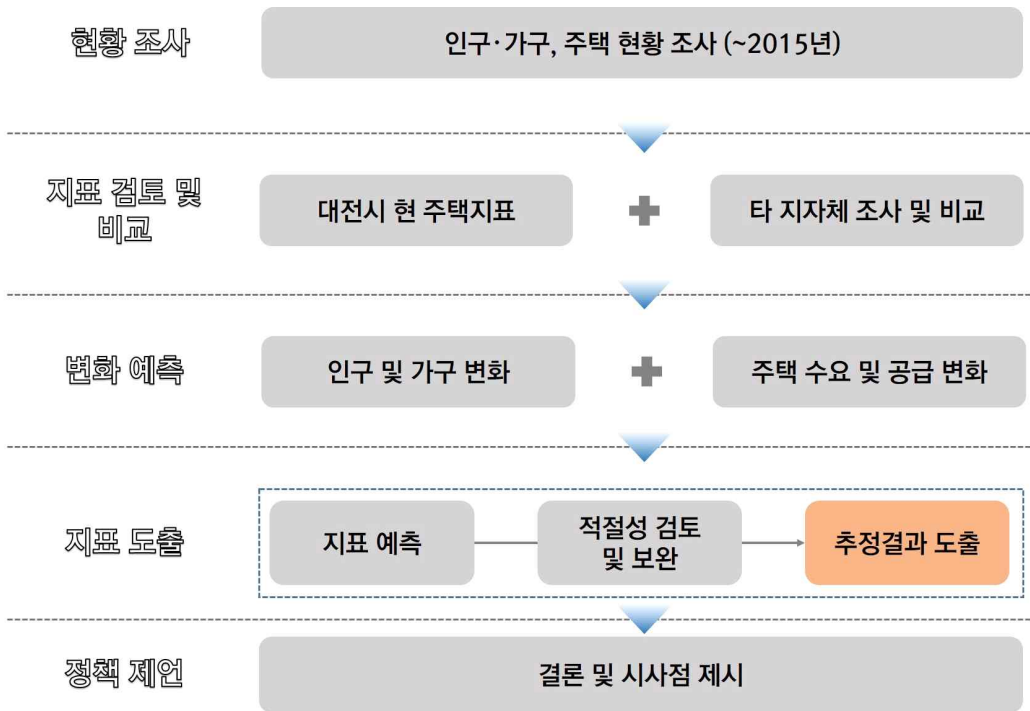 현황 조사
인구·가구, 주택 현황 조사 (~2015년)
지표 검토 및
비교
대전시 현 주택지표
타 지자체 조사 및 비교
변화 예측
인구 및 가구 변화
주택 수요 및 공급 변화
지표 도출
지표 예측
적절성 검토
및 보완
추정결과 도출
정책 제언
결론 및 시사점 제시